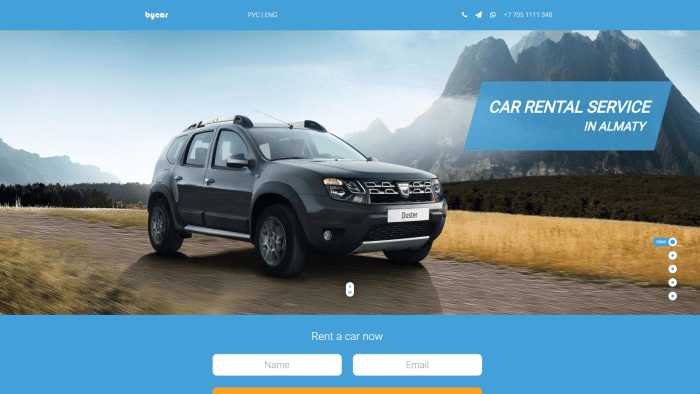 bycar
РУС | ENG
+7 705 1111 348
CAR RENTAL SERVICE
IN ALMATY
Duster
Rent a car now
Name
Email